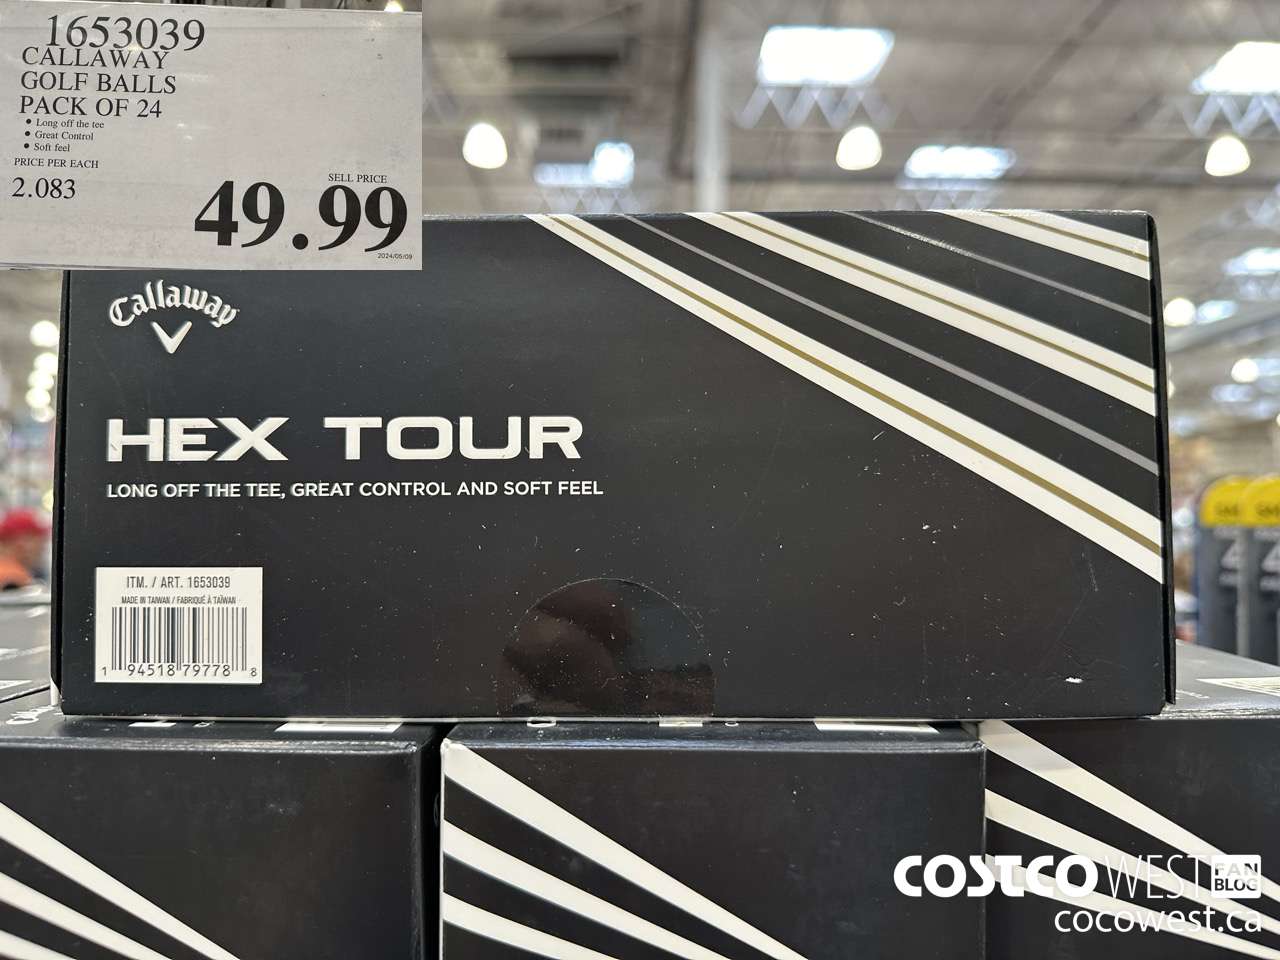 1653039
CALLAWAY
GOLF BALLS
PACK OF 24
• Long off the tee
• Great Control
• Soft feel
PRICE PER EACH
2.083
SELL PRICE
49.99
2024/05/09
Callaway
HEX TOUR
LONG OFF THE TEE, GREAT CONTROL AND SOFT FEEL
ITM. / ART. 1653039
MADE IN TAIWAN / FABRIQUÉ À TAÏWAN
1 94518 79778 8
COSTCO WEST FAN BLOG
cocowest.ca